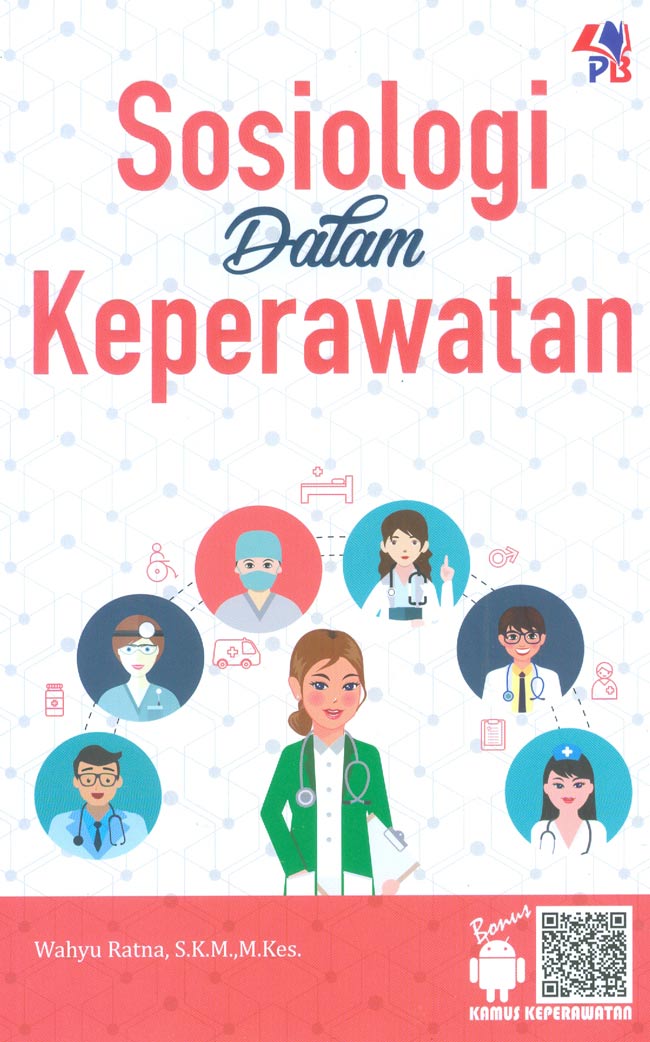 PB
Sosiologi
Dalam
Keperawatan
Wahyu Ratna, S.K.M.,M.Kes.
Bonus
KAMUS KEPERAWATAN